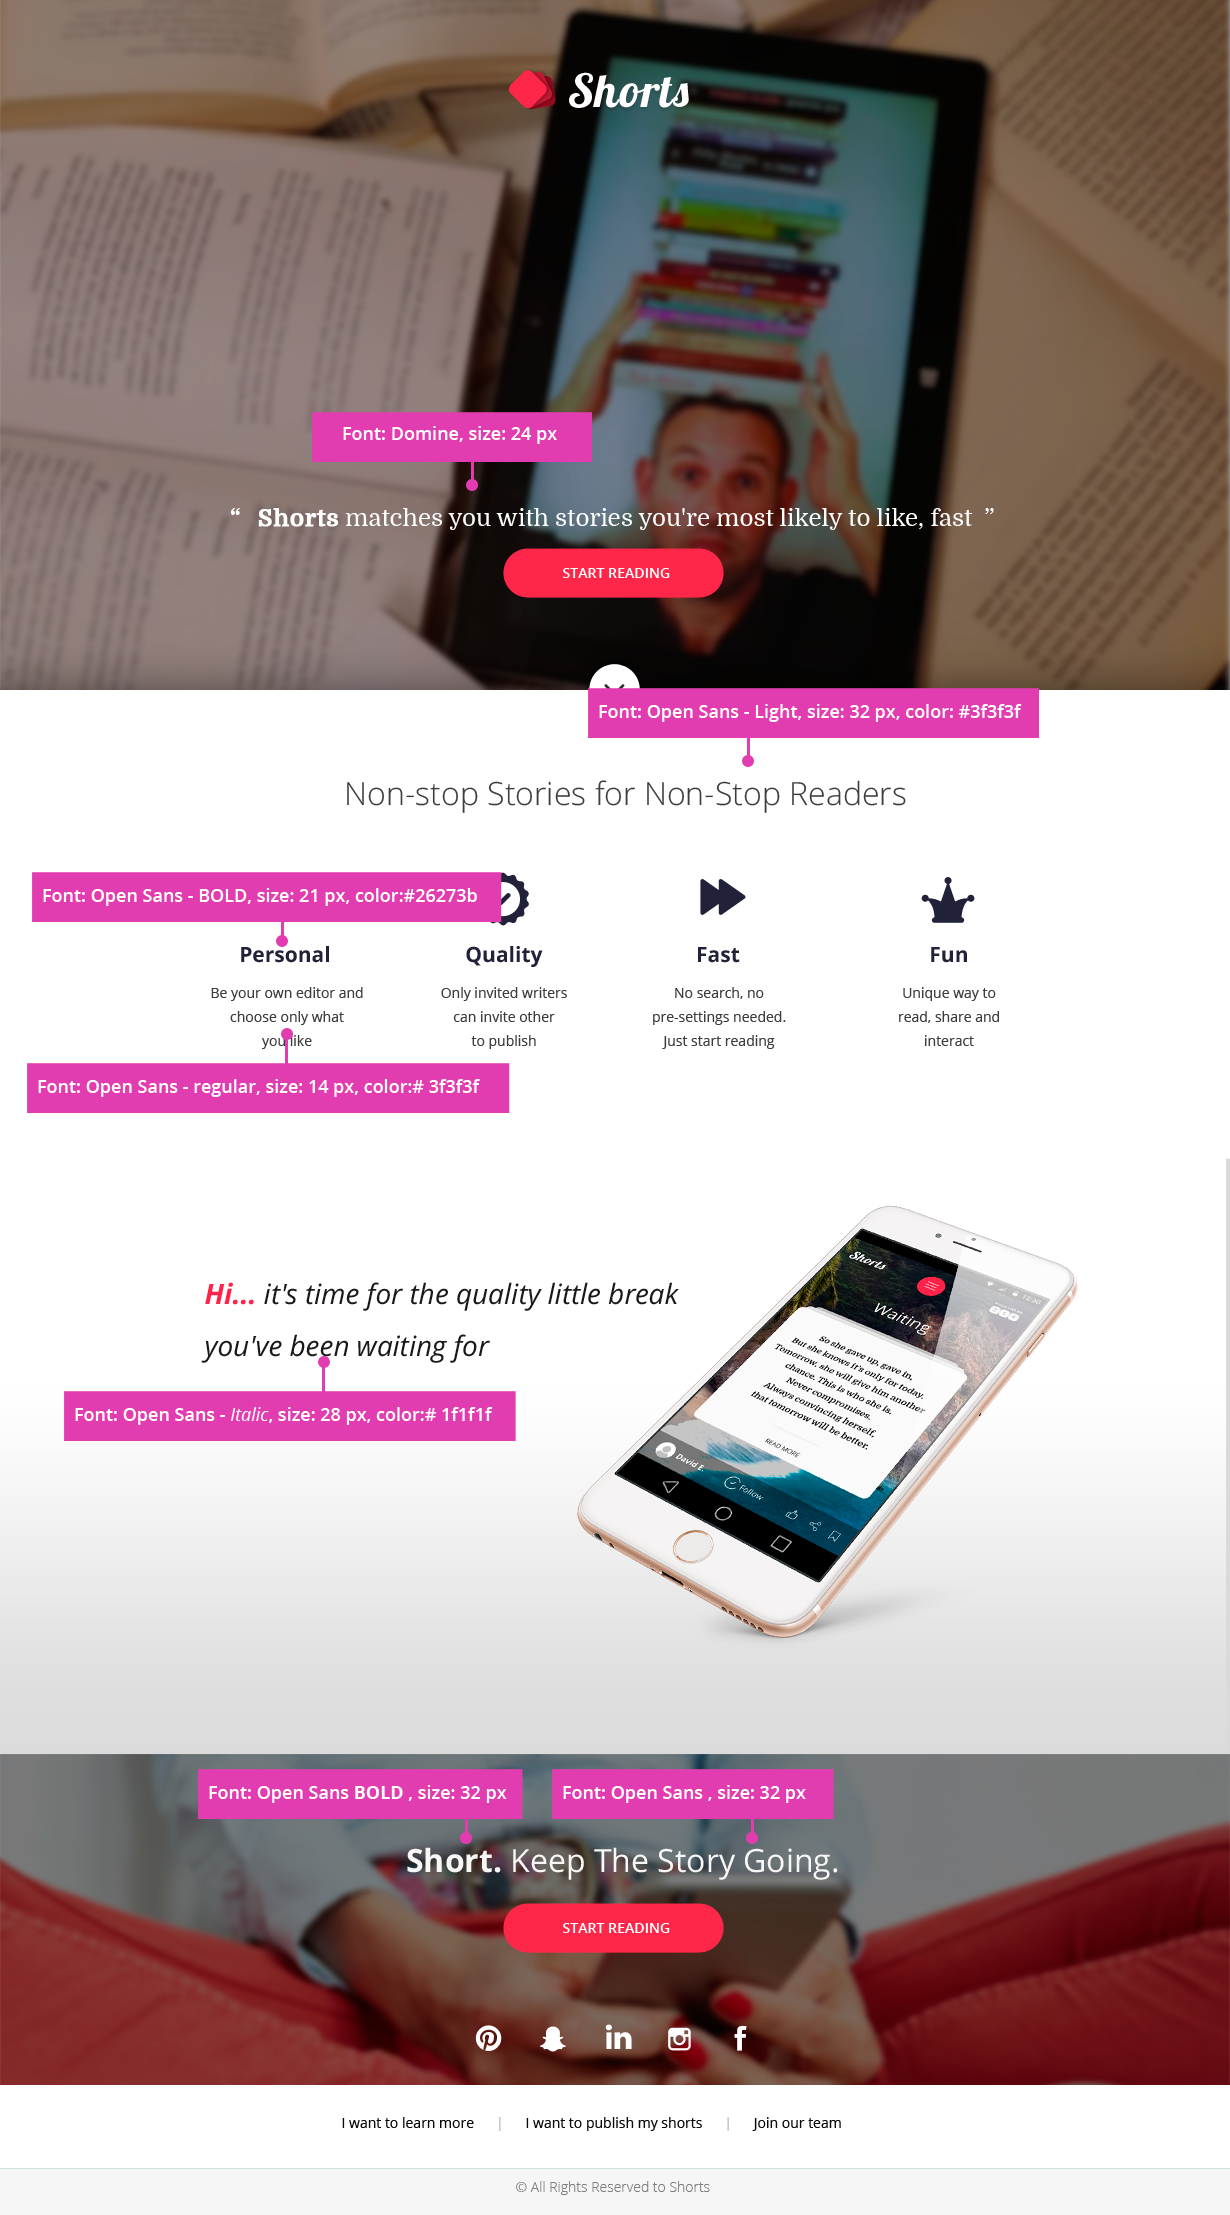 Shorts
Font: Domine, size: 24 px
“ Shorts matches you with stories you're most likely to like, fast ”
START READING
Font: Open Sans - Light, size: 32 px, color: #3f3f3f
Non-stop Stories for Non-Stop Readers
Font: Open Sans - BOLD, size: 21 px, color:#26273b
Personal Quality Fast Fun
Be your own editor and
choose only what
you like
Only invited writers
can invite other
to publish
No search, no
pre-settings needed.
Just start reading
Unique way to
read, share and
interact
Font: Open Sans - regular, size: 14 px, color:# 3f3f3f
Hi... it's time for the quality little break
you've been waiting for
Font: Open Sans - Italic, size: 28 px, color:# 1f1f1f
12:30
Shorts
Waiting
So she gave up, gave in,
But she knows it's only for today.
Tomorrow, she will give him another
chance. This is who she is.
Never compromises.
Always convincing herself,
that tomorrow will be better.
READ MORE
David E.
Follow
Font: Open Sans BOLD , size: 32 px
Font: Open Sans , size: 32 px
Short. Keep The Story Going.
START READING
I want to learn more | I want to publish my shorts | Join our team
© All Rights Reserved to Shorts